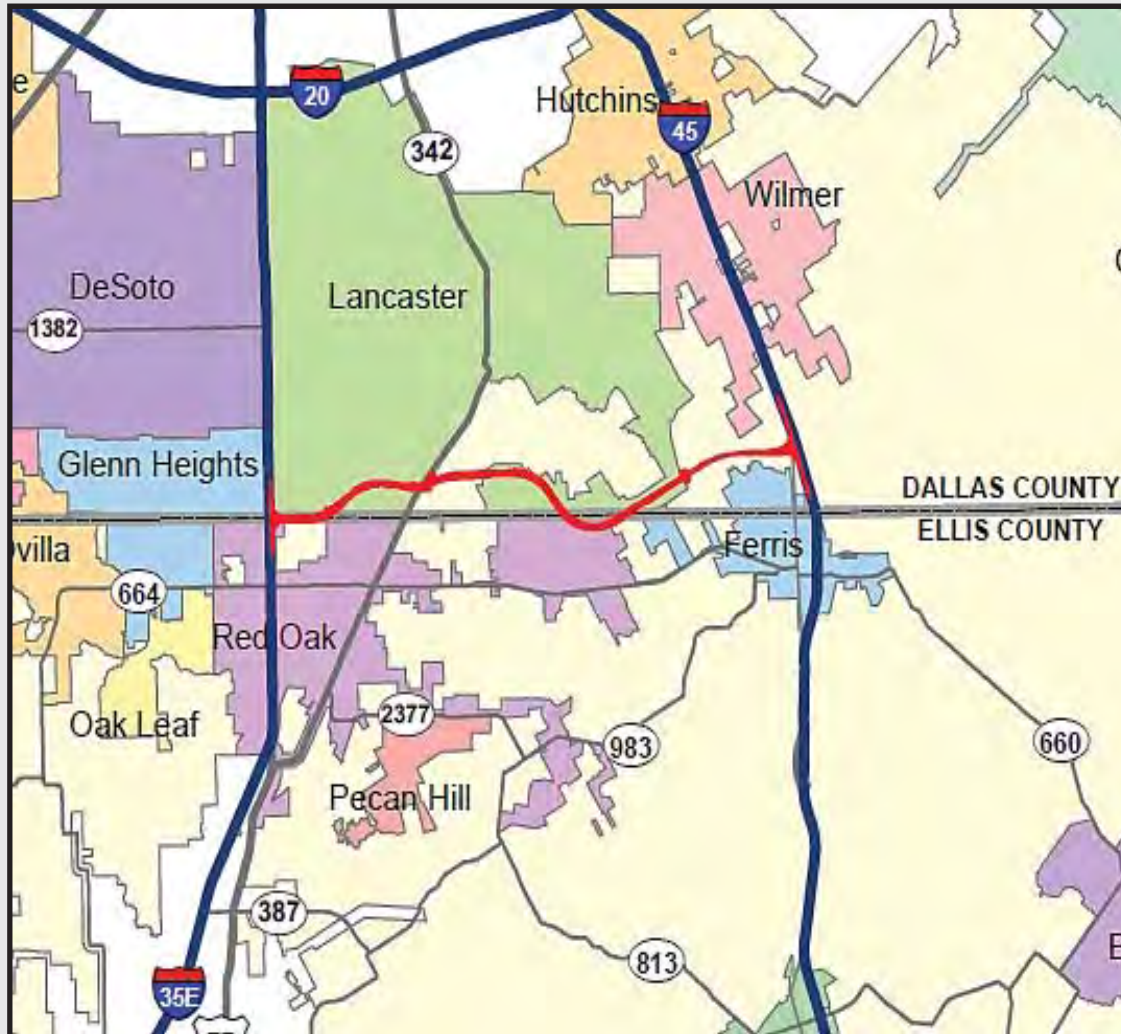 20
Hutchins
45
342
Wilmer
DeSoto
Lancaster
1382
Glenn Heights
DALLAS COUNTY
ELLIS COUNTY
Ferris
664
Red Oak
Oak Leaf
2377
983
660
Pecan Hill
387
813
35E